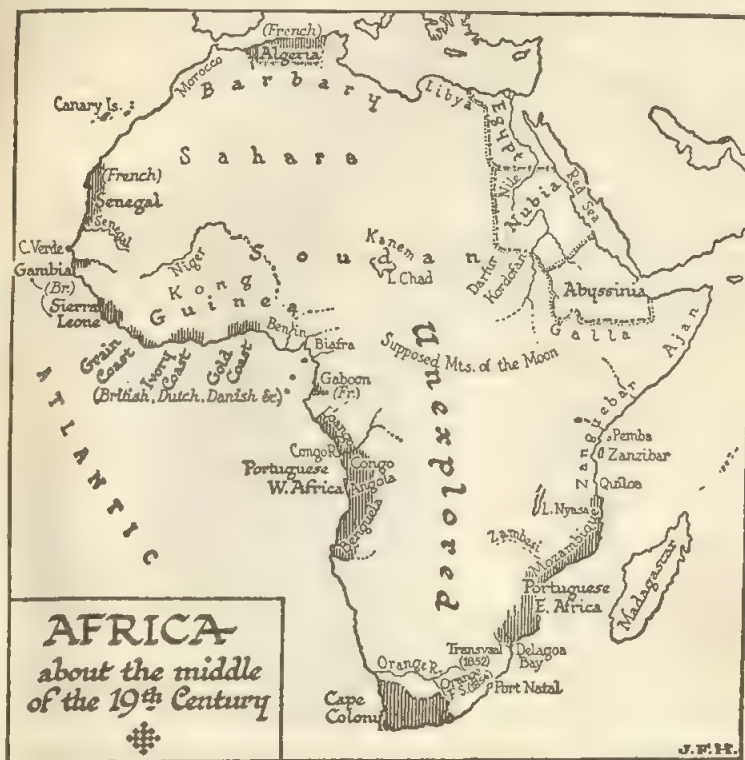 (French)
Algeria
Morocco
Barbary
Libya
Egypt
Canary Is.
Sahara
(French)
Senegal
Senegal
Nile
Nubia
Red Sea
C. Verde
Gambia
(Br.)
Sierra
Leone
Niger
Soudan
Kanem
L. Chad
Darfur
Kordofan
Abyssinia
Kong
Guinea
Benin
Biafra
Galla
Ajan
Grain
Coast
Ivory
Coast
Gold
Coast
(British, Dutch, Danish &c)
Gaboon
(Fr.)
Supposed Mts. of the Moon
Unexplored
ATLANTIC
Loango
Congo R.
Congo
Portuguese
W. Africa
Angola
Benguela
Zanguebar
Pemba
Zanzibar
Quiloa
L. Nyasa
Zambesi
Mozambique
Portuguese
E. Africa
Madagascar
Transvaal
(1852)
Delagoa
Bay
Orange R.
Orange
F.S. (1854)
Port Natal
Cape
Colony
AFRICA
about the middle
of the 19th Century
J.F.H.